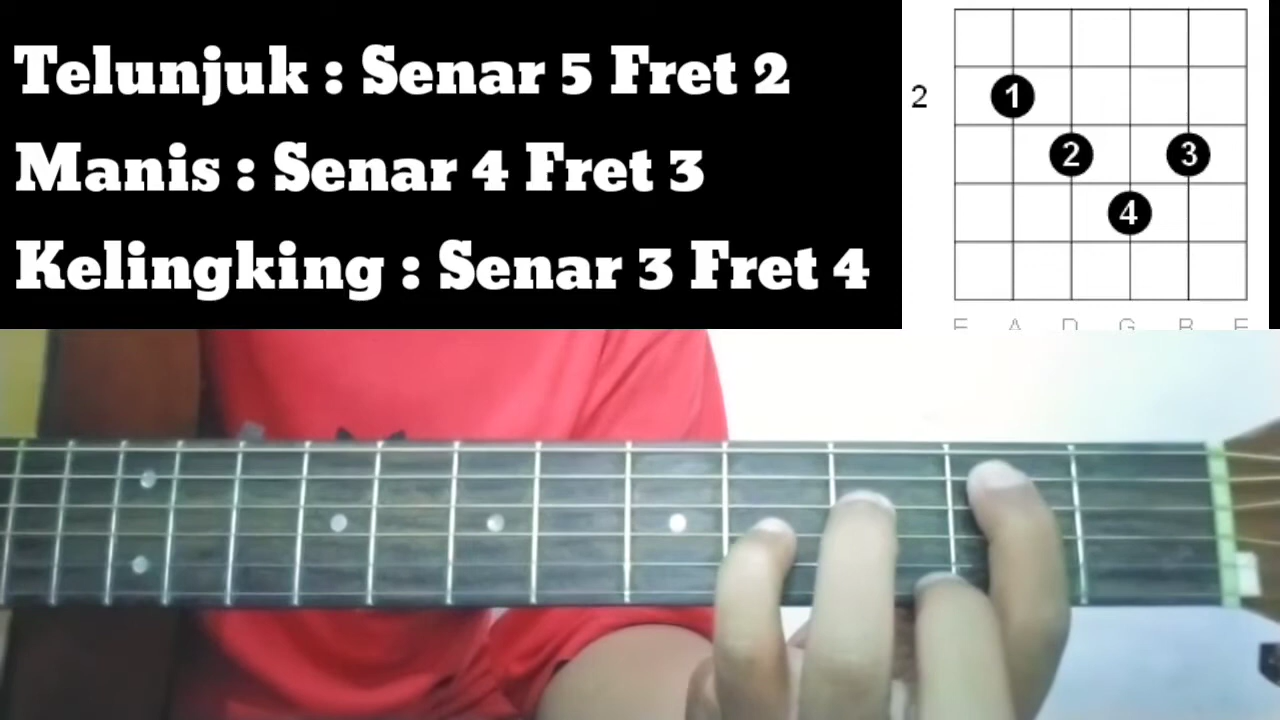 Telunjuk : Senar 5 Fret 2
Manis : Senar 4 Fret 3
Kelingking : Senar 3 Fret 4
2
1
2 3
4
E A D G B E